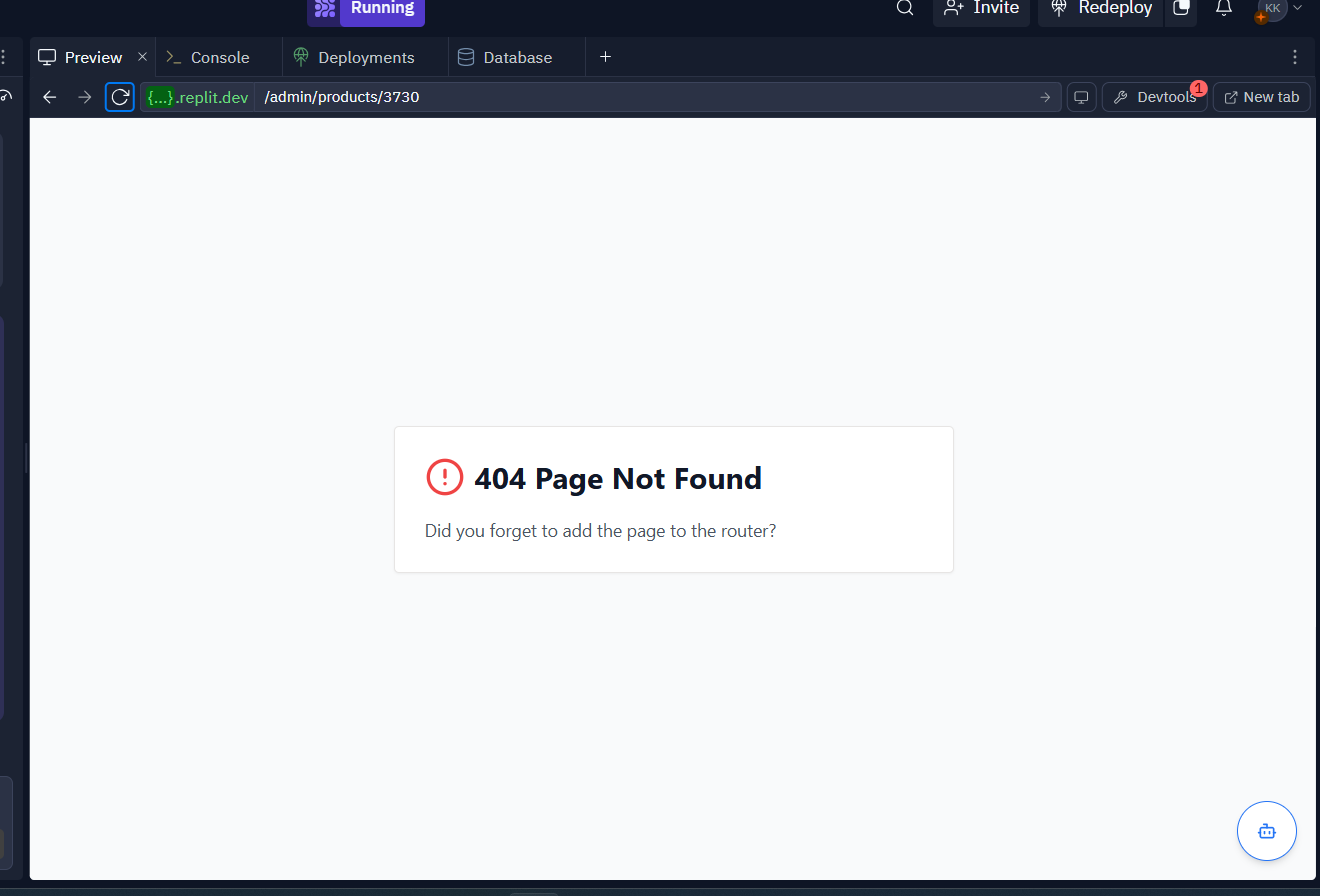 Running
Invite
Redeploy
KK
Preview
Console
Deployments
Database
{...}.replit.dev
/admin/products/3730
Devtools
1
New tab
404 Page Not Found
Did you forget to add the page to the router?